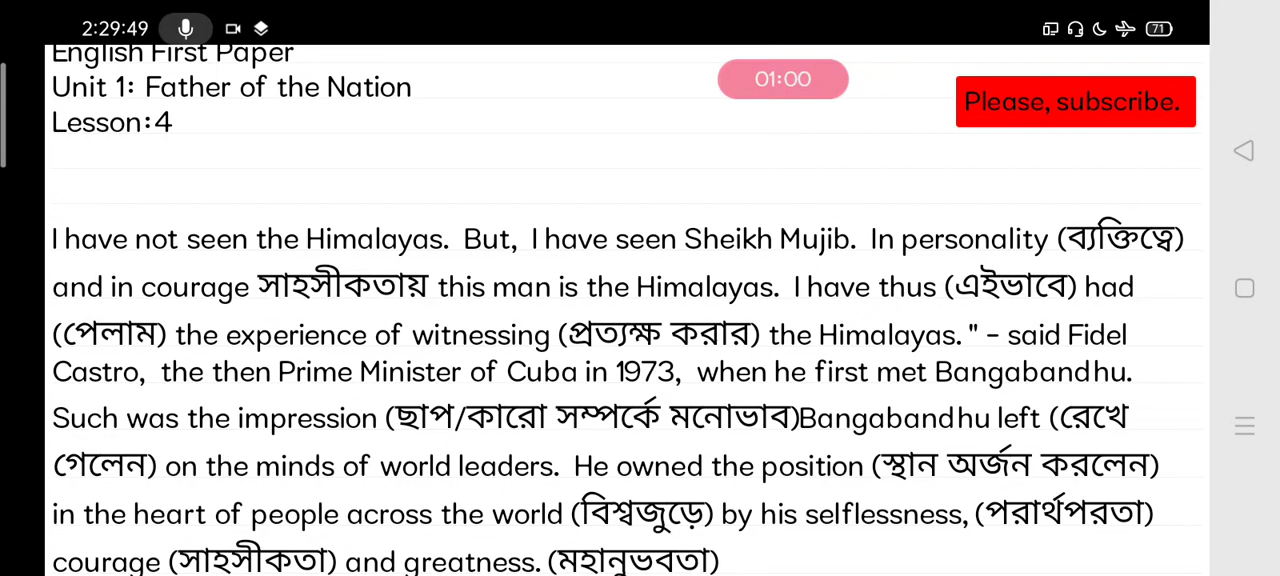 2:29:49
71
English First Paper
01:00
Unit 1: Father of the Nation
Please, subscribe.
Lesson:4
I have not seen the Himalayas. But, I have seen Sheikh Mujib. In personality (ব্যক্তিত্বে)
and in courage সাহসীকতায় this man is the Himalayas. I have thus (এইভাবে) had
(পেলাম) the experience of witnessing (প্রত্যক্ষ করার) the Himalayas. " - said Fidel
Castro, the then Prime Minister of Cuba in 1973, when he first met Bangabandhu.
Such was the impression (ছাপ/কারো সম্পর্কে মনোভাব)Bangabandhu left (রেখে
গেলেন) on the minds of world leaders. He owned the position (স্থান অর্জন করলেন)
in the heart of people across the world (বিশ্বজুড়ে) by his selflessness, (পরার্থপরতা)
courage (সাহসীকতা) and greatness. (মহানুভবতা)